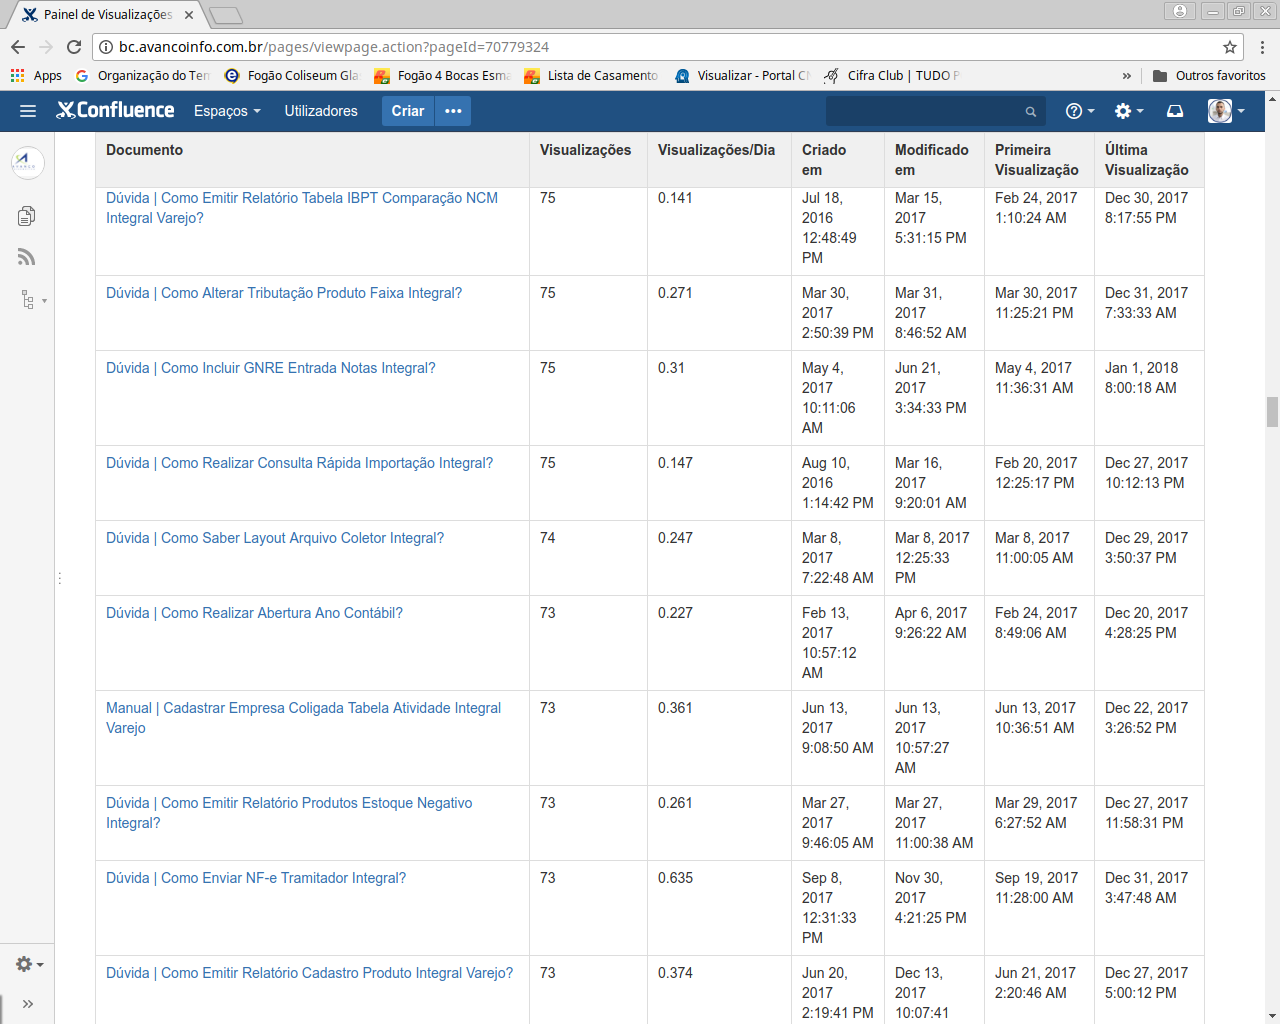 Painel de Visualizações
bc.avancoinfo.com.br/pages/viewpage.action?pageId=70779324
Apps Organização do Ter Fogão Coliseum Gla Fogão 4 Bocas Esma Lista de Casamento Visualizar - Portal C Cifra Club | TUDO P » Outros favoritos
Confluence Espaços Utilizadores Criar •••
Documento Visualizações Visualizações/Dia Criado em Modificado em Primeira Visualização Última Visualização
Dúvida | Como Emitir Relatório Tabela IBPT Comparação NCM Integral Varejo? 75 0.141 Jul 18, 2016 12:48:49 PM Mar 15, 2017 5:31:15 PM Feb 24, 2017 1:10:24 AM Dec 30, 2017 8:17:55 PM
Dúvida | Como Alterar Tributação Produto Faixa Integral? 75 0.271 Mar 30, 2017 2:50:39 PM Mar 31, 2017 8:46:52 AM Mar 30, 2017 11:25:21 PM Dec 31, 2017 7:33:33 AM
Dúvida | Como Incluir GNRE Entrada Notas Integral? 75 0.31 May 4, 2017 10:11:06 AM Jun 21, 2017 3:34:33 PM May 4, 2017 11:36:31 AM Jan 1, 2018 8:00:18 AM
Dúvida | Como Realizar Consulta Rápida Importação Integral? 75 0.147 Aug 10, 2016 1:14:42 PM Mar 16, 2017 9:20:01 AM Feb 20, 2017 12:25:17 PM Dec 27, 2017 10:12:13 PM
Dúvida | Como Saber Layout Arquivo Coletor Integral? 74 0.247 Mar 8, 2017 7:22:48 AM Mar 8, 2017 12:25:33 PM Mar 8, 2017 11:00:05 AM Dec 29, 2017 3:50:37 PM
Dúvida | Como Realizar Abertura Ano Contábil? 73 0.227 Feb 13, 2017 10:57:12 AM Apr 6, 2017 9:26:22 AM Feb 24, 2017 8:49:06 AM Dec 20, 2017 4:28:25 PM
Manual | Cadastrar Empresa Coligada Tabela Atividade Integral Varejo 73 0.361 Jun 13, 2017 9:08:50 AM Jun 13, 2017 10:57:27 AM Jun 13, 2017 10:36:51 AM Dec 22, 2017 3:26:52 PM
Dúvida | Como Emitir Relatório Produtos Estoque Negativo Integral? 73 0.261 Mar 27, 2017 9:46:05 AM Mar 27, 2017 11:00:38 AM Mar 29, 2017 6:27:52 AM Dec 27, 2017 11:58:31 PM
Dúvida | Como Enviar NF-e Tramitador Integral? 73 0.635 Sep 8, 2017 12:31:33 PM Nov 30, 2017 4:21:25 PM Sep 19, 2017 11:28:00 AM Dec 31, 2017 3:47:48 AM
Dúvida | Como Emitir Relatório Cadastro Produto Integral Varejo? 73 0.374 Jun 20, 2017 2:19:41 PM Dec 13, 2017 10:07:41 Jun 21, 2017 2:20:46 AM Dec 27, 2017 5:00:12 PM